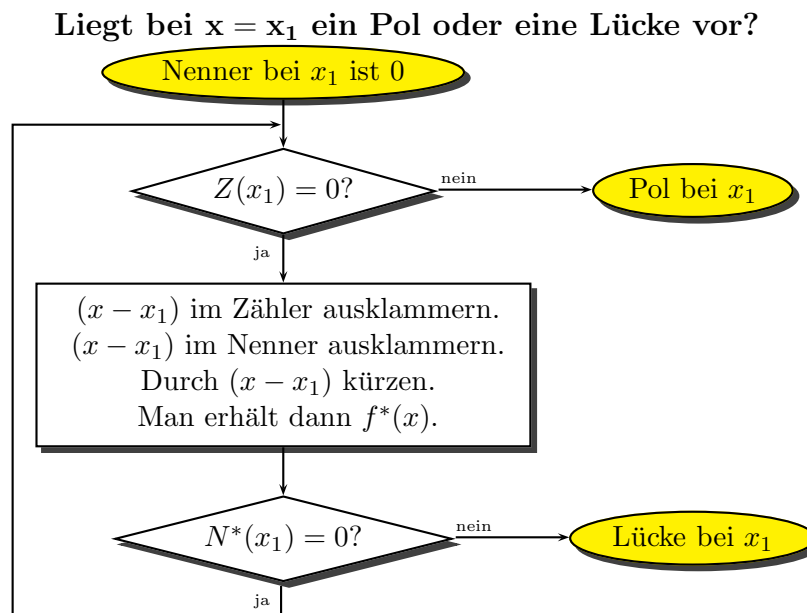 Liegt bei x = x₁ ein Pol oder eine Lücke vor?
Nenner bei x₁ ist 0
Z(x₁) = 0?
nein
Pol bei x₁
ja
(x − x₁) im Zähler ausklammern.
(x − x₁) im Nenner ausklammern.
Durch (x − x₁) kürzen.
Man erhält dann f*(x).
N*(x₁) = 0?
nein
Lücke bei x₁
ja